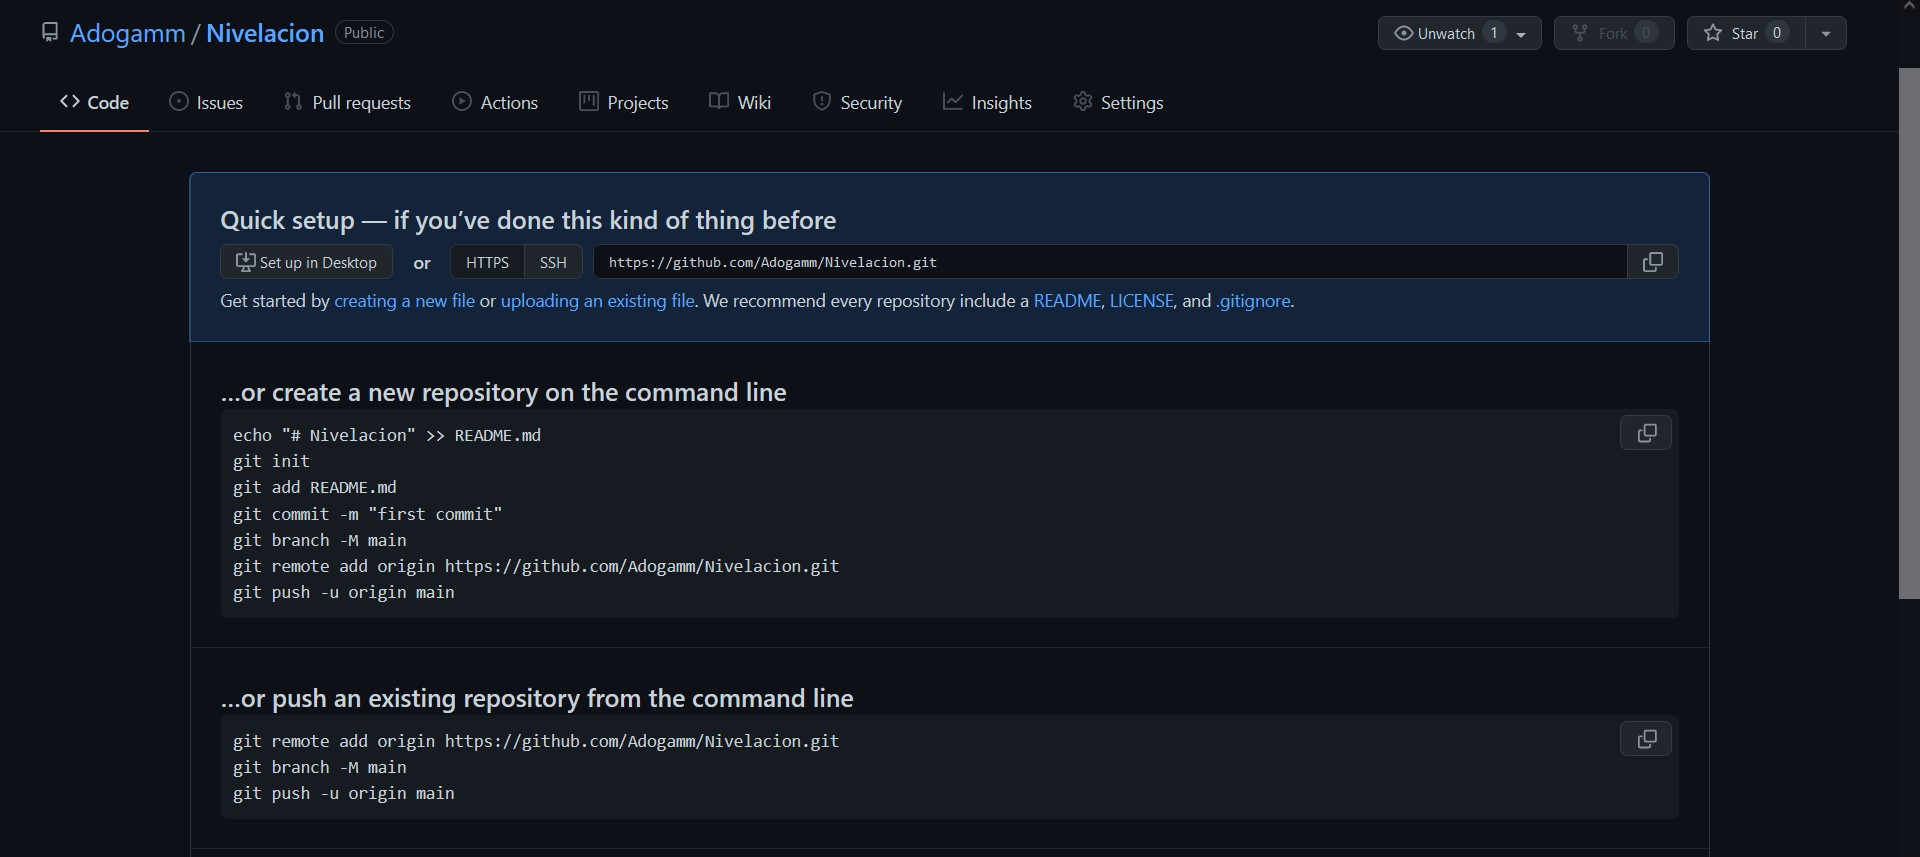 Adogamm / Nivelacion Public
Unwatch 1 Fork 0 Star 0
Code Issues Pull requests Actions Projects Wiki Security Insights Settings
Quick setup — if you’ve done this kind of thing before
Set up in Desktop or HTTPS SSH https://github.com/Adogamm/Nivelacion.git
Get started by creating a new file or uploading an existing file. We recommend every repository include a README, LICENSE, and .gitignore.
…or create a new repository on the command line
echo "# Nivelacion" >> README.md
git init
git add README.md
git commit -m "first commit"
git branch -M main
git remote add origin https://github.com/Adogamm/Nivelacion.git
git push -u origin main
…or push an existing repository from the command line
git remote add origin https://github.com/Adogamm/Nivelacion.git
git branch -M main
git push -u origin main